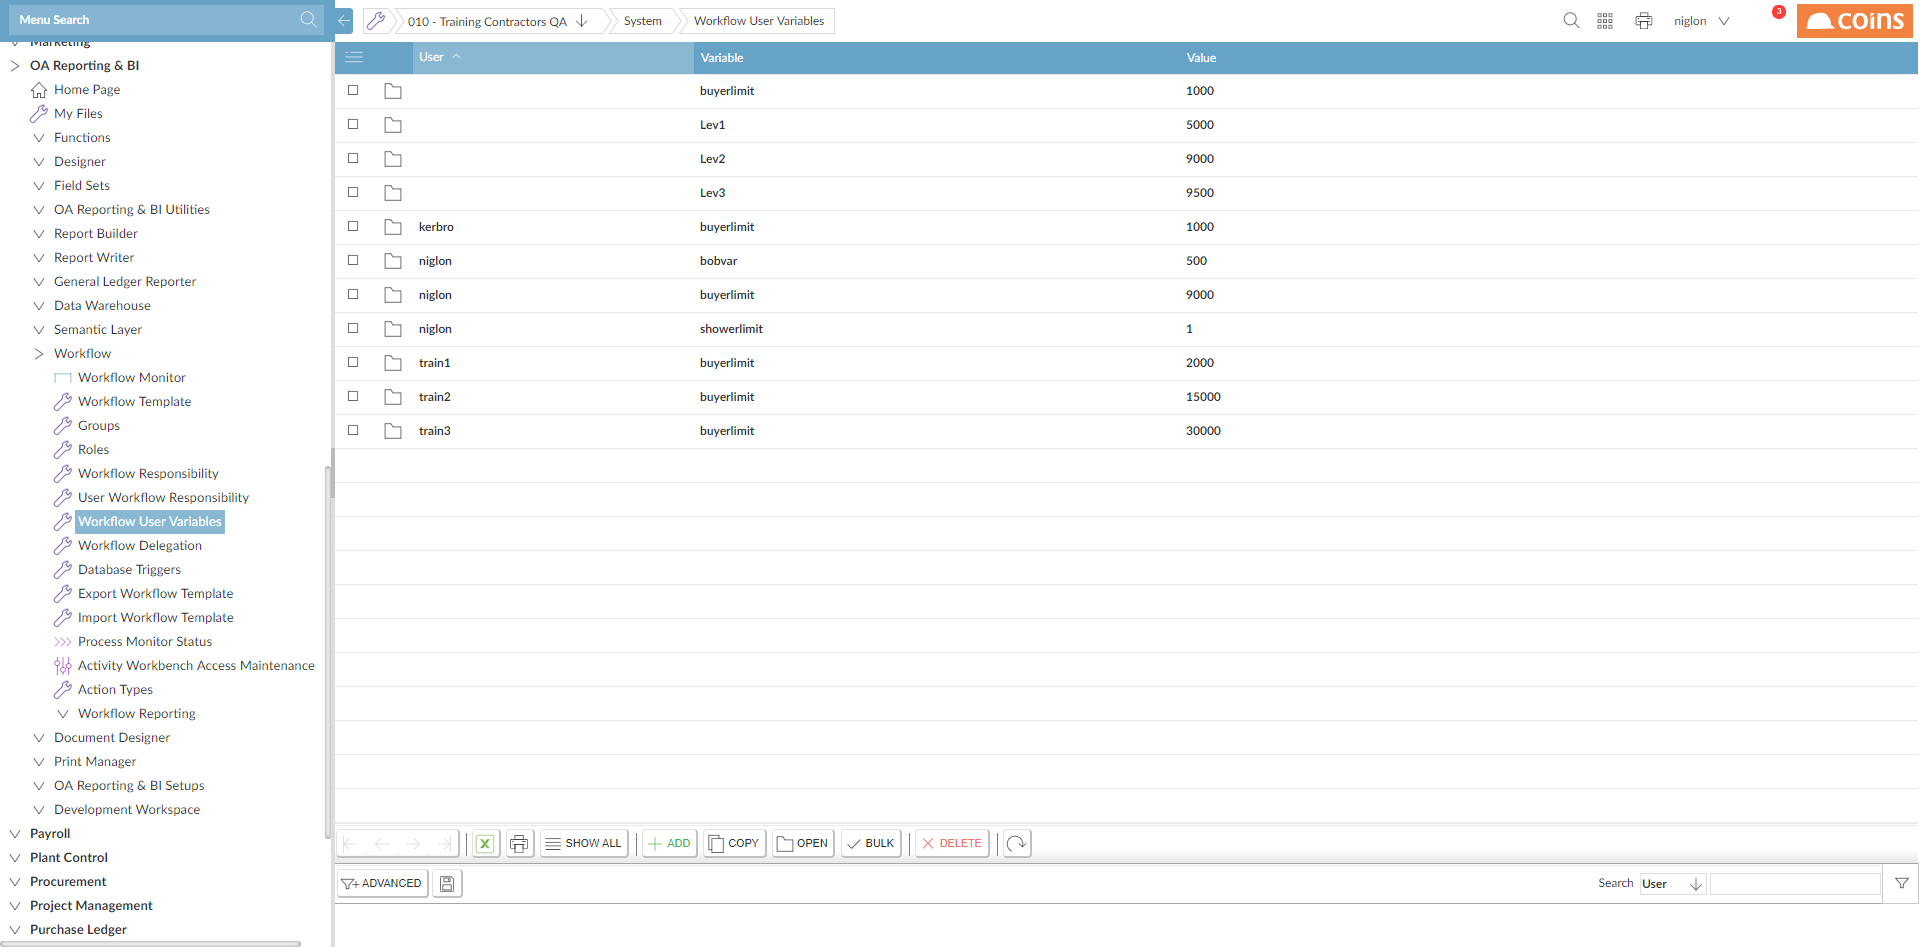 Menu Search
010 - Training Contractors QA
System
Workflow User Variables
niglon
3
coins
Marketing
OA Reporting & BI
Home Page
My Files
Functions
Designer
Field Sets
OA Reporting & BI Utilities
Report Builder
Report Writer
General Ledger Reporter
Data Warehouse
Semantic Layer
Workflow
Workflow Monitor
Workflow Template
Groups
Roles
Workflow Responsibility
User Workflow Responsibility
Workflow User Variables
Workflow Delegation
Database Triggers
Export Workflow Template
Import Workflow Template
Process Monitor Status
Activity Workbench Access Maintenance
Action Types
Workflow Reporting
Document Designer
Print Manager
OA Reporting & BI Setups
Development Workspace
Payroll
Plant Control
Procurement
Project Management
Purchase Ledger
User Variable Value
buyerlimit 1000
Lev1 5000
Lev2 9000
Lev3 9500
kerbro buyerlimit 1000
niglon bobvar 500
niglon buyerlimit 9000
niglon showerlimit 1
train1 buyerlimit 2000
train2 buyerlimit 15000
train3 buyerlimit 30000
X SHOW ALL ADD COPY OPEN BULK DELETE
ADVANCED
Search User